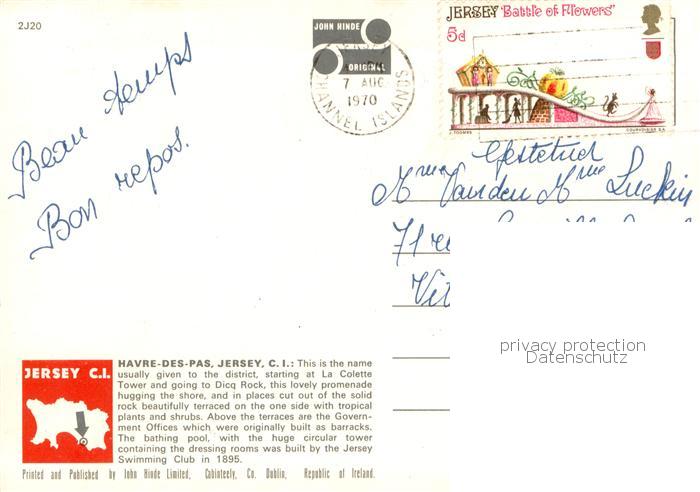 2J20
JOHN HINDE
ORIGINAL
JERSEY
7 AUG
1970
CHANNEL ISLANDS
JERSEY "Battle of Flowers"
5d
J. TOOMBS
COURVOISIER S.A.
Beau temps
Bon repos.
Gestetner
Mme Vanden Mme Luckin
71
privacy protection
Datenschutz
JERSEY C.I.
HAVRE-DES-PAS, JERSEY, C. I.: This is the name
usually given to the district, starting at La Colette
Tower and going to Dicq Rock, this lovely promenade
hugging the shore, and in places cut out of the solid
rock beautifully terraced on the one side with tropical
plants and shrubs. Above the terraces are the Govern-
ment Offices which were originally built as barracks.
The bathing pool, with the huge circular tower
containing the dressing rooms was built by the Jersey
Swimming Club in 1895.
Printed and Published by John Hinde Limited, Cabinteely, Co. Dublin, Republic of Ireland.